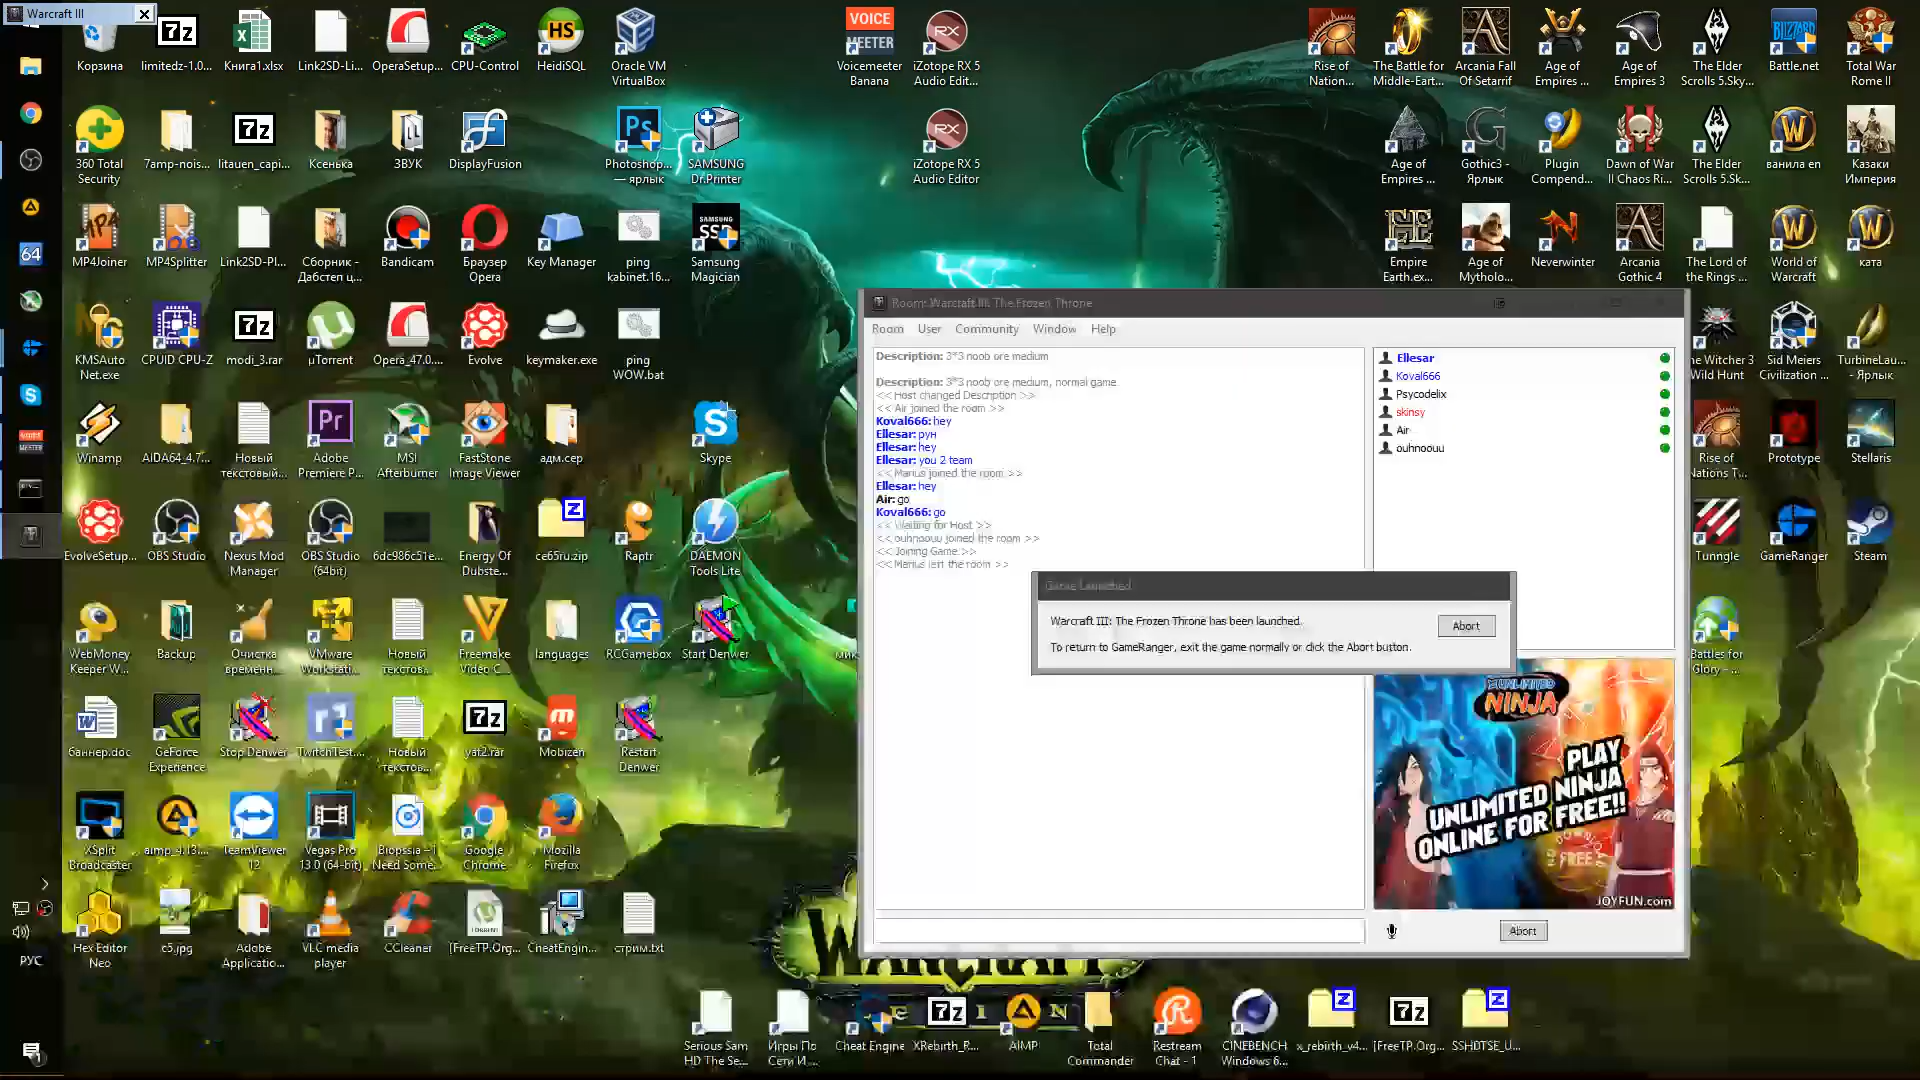 Warcraft III
Корзина
limitedz-1.0...
Книга1.xlsx
Link2SD-Li...
OperaSetup...
CPU-Control
HeidiSQL
Oracle VM
VirtualBox
VOICE
MEETER
Voicemeeter
Banana
iZotope RX 5
Audio Edit...
Rise of
Nation...
The Battle for
Middle-Eart...
Arcania Fall
Of Setarrif
Age of
Empires ...
Age of
Empires 3
The Elder
Scrolls 5.Sky...
Battle.net
Total War
Rome II
360 Total
Security
7amp-nois...
litauen_capi...
Ксенька
ЗВУК
DisplayFusion
Photoshop...
— ярлык
SAMSUNG
Dr.Printer
iZotope RX 5
Audio Editor
Age of
Empires ...
Gothic3 -
Ярлык
Plugin
Compend...
Dawn of War
II Chaos Ri...
The Elder
Scrolls 5.Sk...
ванила en
Казаки
Империя
MP4Joiner
MP4Splitter
Link2SD-Pl...
Сборник -
Дабстеп ц...
Bandicam
Браузер
Opera
Key Manager
ping
kabinet.16...
SAMSUNG
SSD
Samsung
Magician
Empire
Earth.ex...
Age of
Mytholo...
Neverwinter
Arcania
Gothic 4
The Lord of
the Rings ...
World of
Warcraft
ката
KMSAuto
Net.exe
CPUID CPU-Z
modi_3.rar
µTorrent
Opera_47.0....
Evolve
keymaker.exe
ping
WOW.bat
he Witcher 3
Wild Hunt
Sid Meiers
Civilization ...
TurbineLau...
- Ярлык
Winamp
AIDA64_4.7...
Новый
текстовый...
Adobe
Premiere P...
MSI
Afterburner
FastStone
Image Viewer
адм.сер
Skype
Rise of
Nations T...
Prototype
Stellaris
EvolveSetup...
OBS Studio
Nexus Mod
Manager
OBS Studio
(64bit)
6dc986c51e...
Energy Of
Dubste...
ce65ru.zip
Raptr
DAEMON
Tools Lite
Tunngle
GameRanger
Steam
WebMoney
Keeper W...
Backup
Очистка
временн...
VMware
Workstati...
Новый
текстов...
Freemake
Video C...
languages
RCGamebox
Start Denwer
Battles for
Glory – ...
баннер.doc
GeForce
Experience
Stop Denwer
TwitchTest...
Новый
текстов...
yat2.rar
Mobizen
Restart
Denwer
XSplit
Broadcaster
aimp_4.13....
TeamViewer
12
Vegas Pro
13.0 (64-bit)
Biopssia – I
Need Some...
Google
Chrome
Mozilla
Firefox
Hex Editor
Neo
c5.jpg
Adobe
Applicatio...
VLC media
player
CCleaner
[FreeTP.Org...
CheatEngin...
стрим.txt
РУС
Serious Sam
HD The Se...
Игры По
Сети И ...
Cheat Engine
XRebirth_R...
AIMP
Total
Commander
Restream
Chat - 1
CINEBENCH
Windows 6...
x_rebirth_v4...
[FreeTP.Org...
SSHDTSE_U...
Room: Warcraft III: The Frozen Throne
Room User Community Window Help
Description: 3*3 noob ore medium
Description: 3*3 noob ore medium, normal game
<< Host changed Description >>
<< Air joined the room >>
Koval666: hey
Ellesar: рун
Ellesar: hey
Ellesar: you 2 team
<< Marius joined the room >>
Ellesar: hey
Air: go
Koval666: go
<< Waiting for Host >>
<< ouhnoouu joined the room >>
<< Joining Game >>
<< Marius left the room >>
Ellesar
Koval666
Psycodelix
skinsy
Air
ouhnoouu
Game Launched
Warcraft III: The Frozen Throne has been launched.
To return to GameRanger, exit the game normally or click the Abort button.
Abort
UNLIMITED
NINJA
PLAY
UNLIMITED NINJA
ONLINE FOR FREE!!
FREE
JOYFUN.com
Abort